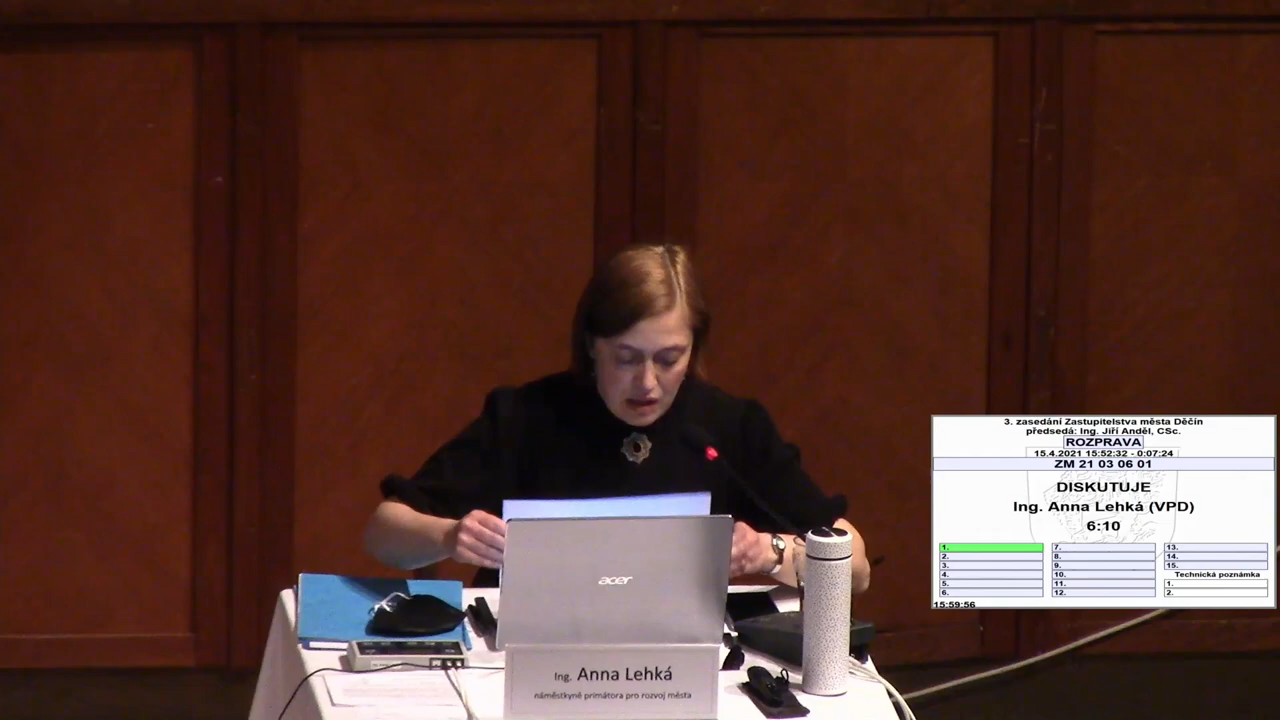 3. zasedání Zastupitelstva města Děčín
předsedá: Ing. Jiří Anděl, CSc.
ROZPRAVA
15.4.2021 15:52:32 - 0:07:24
ZM 21 03 06 01
DISKUTUJE
Ing. Anna Lehká (VPD)
6:10
1. 7. 13.
2. 8. 14.
3. 9. 15.
4. 10. Technická poznámka
5. 11. 1.
6. 12. 2.
15:59:56
acer
Ing. Anna Lehká
náměstkyně primátora pro rozvoj města